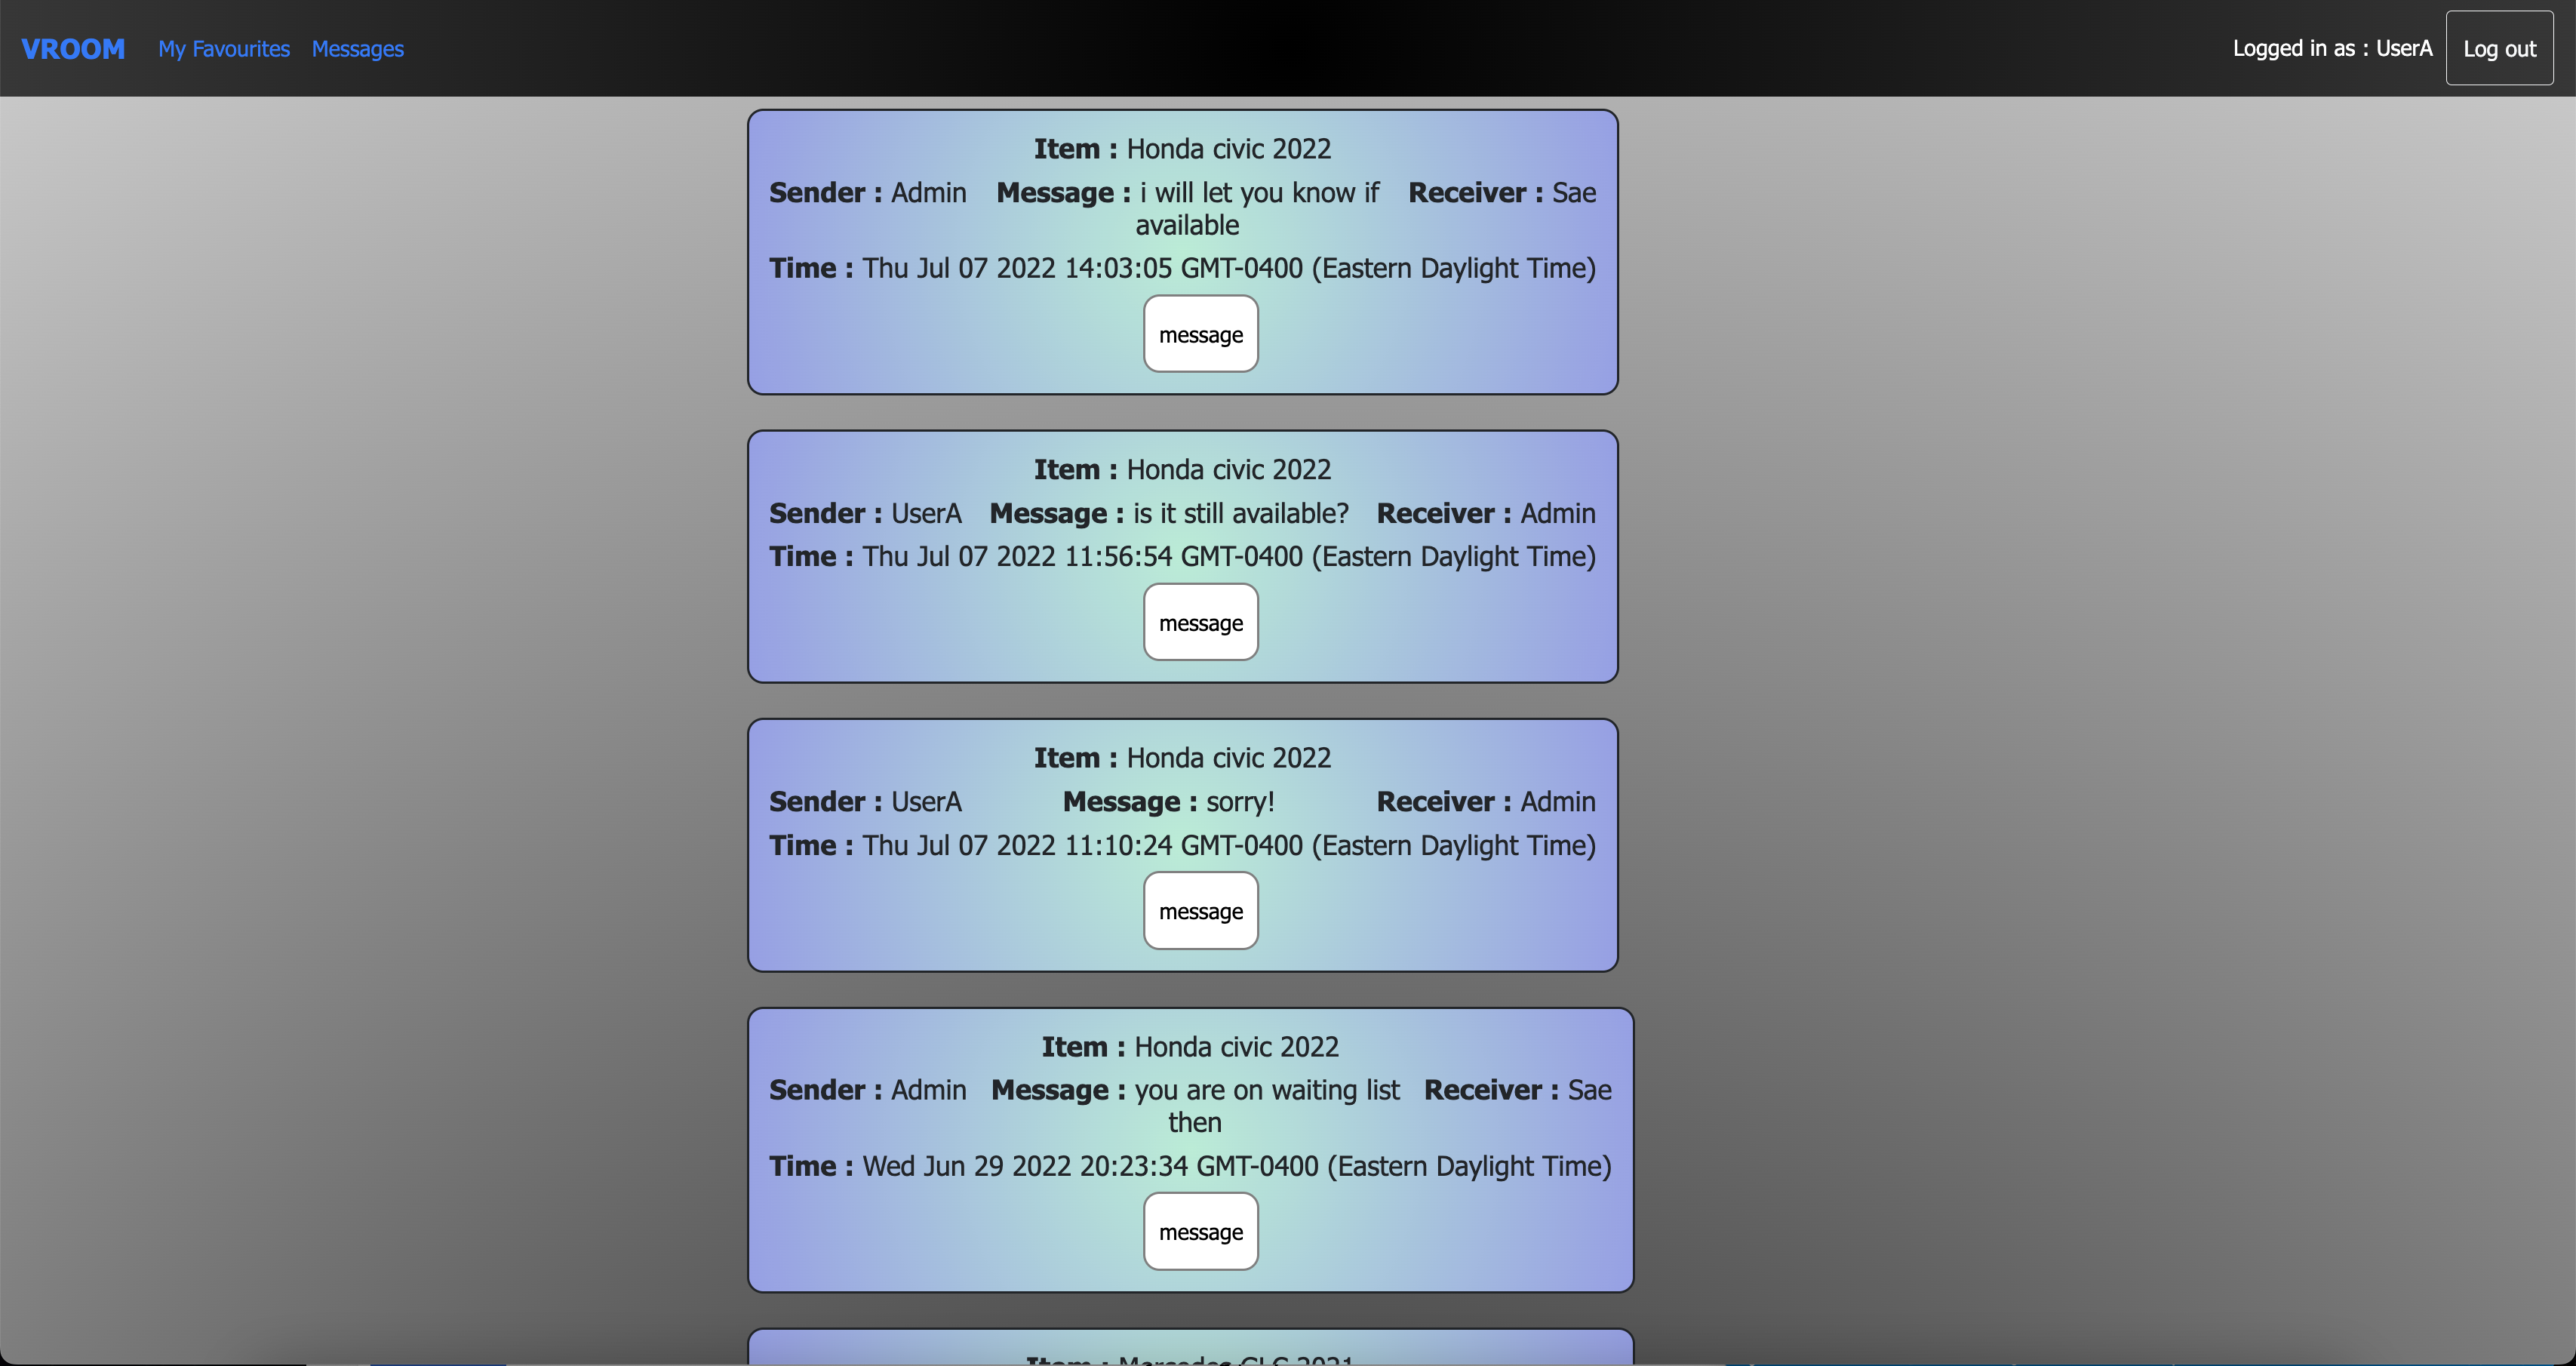 VROOM My Favourites Messages Logged in as : UserA Log out
Item : Honda civic 2022
Sender : Admin Message : i will let you know if Receiver : Sae
available
Time : Thu Jul 07 2022 14:03:05 GMT-0400 (Eastern Daylight Time)
message
Item : Honda civic 2022
Sender : UserA Message : is it still available? Receiver : Admin
Time : Thu Jul 07 2022 11:56:54 GMT-0400 (Eastern Daylight Time)
message
Item : Honda civic 2022
Sender : UserA Message : sorry! Receiver : Admin
Time : Thu Jul 07 2022 11:10:24 GMT-0400 (Eastern Daylight Time)
message
Item : Honda civic 2022
Sender : Admin Message : you are on waiting list Receiver : Sae
then
Time : Wed Jun 29 2022 20:23:34 GMT-0400 (Eastern Daylight Time)
message
Item : Mercedes 2021